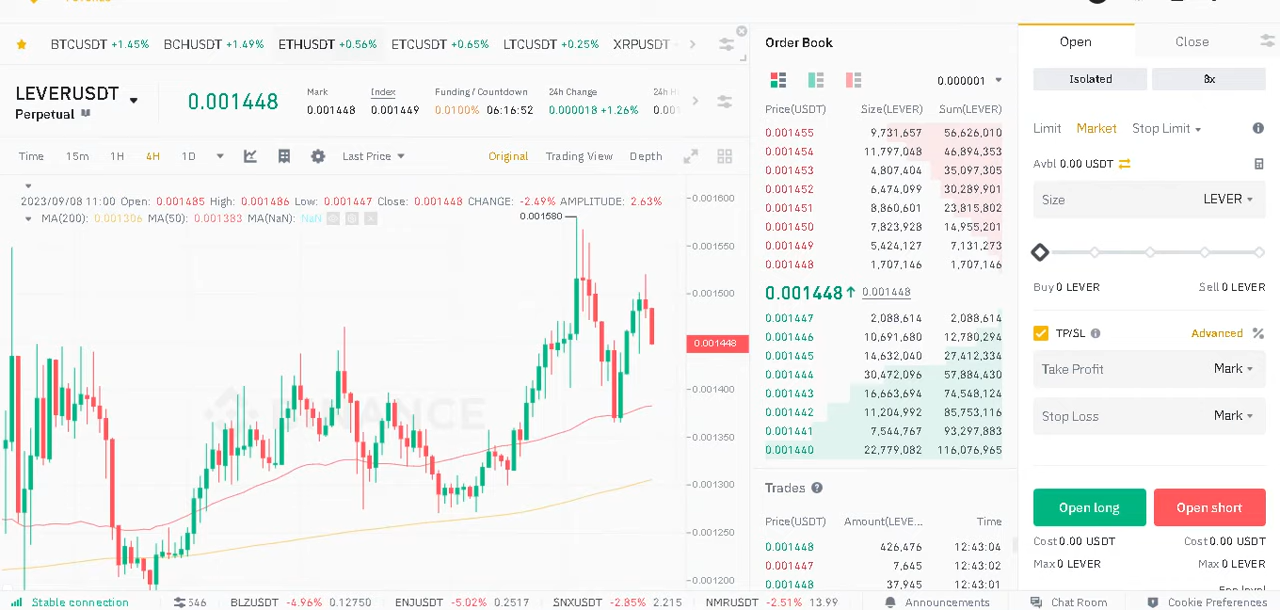 BTCUSDT +1.45% BCHUSDT +1.49% ETHUSDT +0.56% ETCUSDT +0.65% LTCUSDT +0.25% XRPUSDT
LEVERUSDT
Perpetual
0.001448
Mark
0.001448
Index
0.001449
Funding / Countdown
0.0100% 06:16:52
24h Change
0.000018 +1.26%
24h
Time 15m 1H 4H 1D Last Price Original Trading View Depth
2023/09/08 11:00 Open: 0.001485 High: 0.001486 Low: 0.001447 Close: 0.001448 CHANGE: -2.49% AMPLITUDE: 2.63%
MA(200): 0.001306 MA(50): 0.001383 MA(NaN): NaN
0.001580
0.001600
0.001550
0.001500
0.001448
0.001400
0.001350
0.001300
0.001250
0.001200
BINANCE
Order Book
0.000001
Price(USDT) Size(LEVER) Sum(LEVER)
0.001455 9,731,657 56,626,010
0.001454 11,797,048 46,894,353
0.001453 4,807,404 35,097,305
0.001452 6,474,099 30,289,901
0.001451 8,860,601 23,815,802
0.001450 7,823,928 14,955,201
0.001449 5,424,127 7,131,273
0.001448 1,707,146 1,707,146
0.001448 0.001448
0.001447 2,088,614 2,088,614
0.001446 10,691,680 12,780,294
0.001445 14,632,040 27,412,334
0.001444 30,472,096 57,884,430
0.001443 16,663,694 74,548,124
0.001442 11,204,992 85,753,116
0.001441 7,544,767 93,297,883
0.001440 22,779,082 116,076,965
Trades
Price(USDT) Amount(LEVE... Time
0.001448 426,476 12:43:04
0.001447 7,645 12:43:02
0.001448 37,945 12:43:01
Open Close
Isolated
Limit Market Stop Limit
Avbl 0.00 USDT
Size LEVER
Buy 0 LEVER Sell 0 LEVER
TP/SL Advanced
Take Profit Mark
Stop Loss Mark
Open long Open short
Cost 0.00 USDT Cost 0.00 USDT
Max 0 LEVER Max 0 LEVER
Stable connection BLZUSDT -4.96% 0.12750 ENJUSDT -5.02% 0.2517 SNXUSDT -2.85% 2.215 NMRUSDT -2.51% 13.99 Announcements Chat Room Cookie Preferences